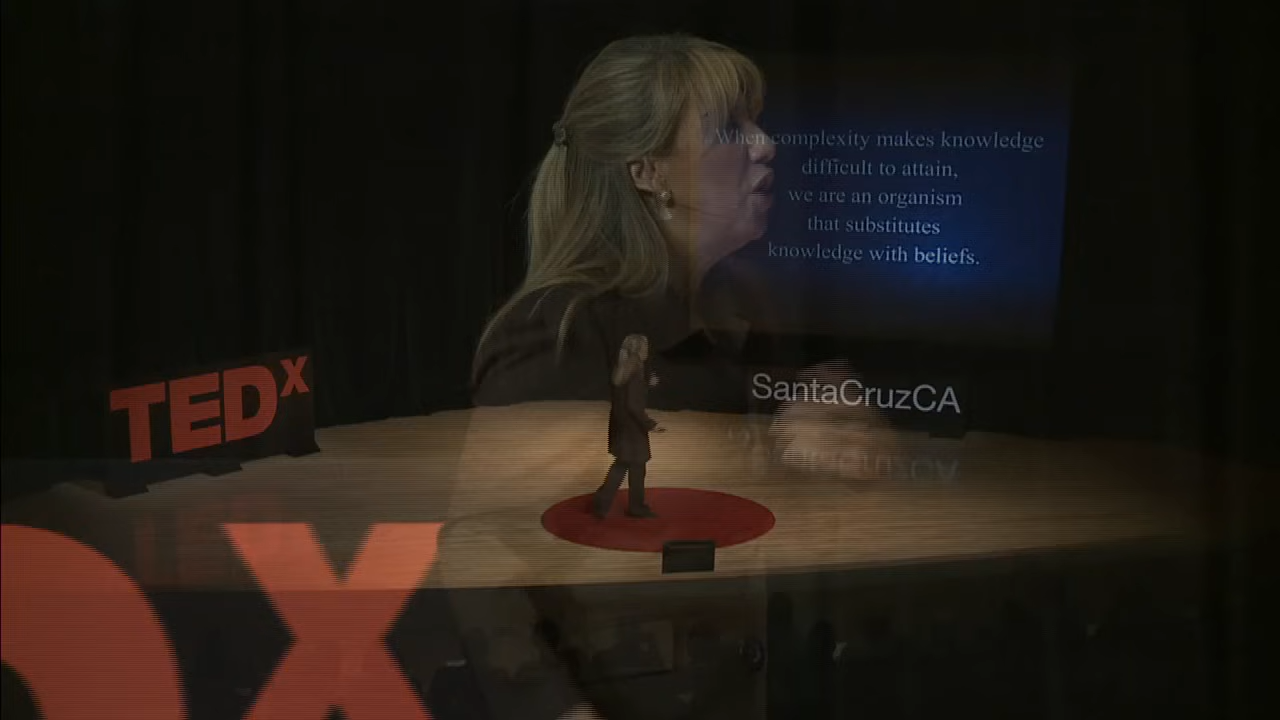 When complexity makes knowledge
difficult to attain,
we are an organism
that substitutes
knowledge with beliefs.
TEDx
SantaCruzCA
x